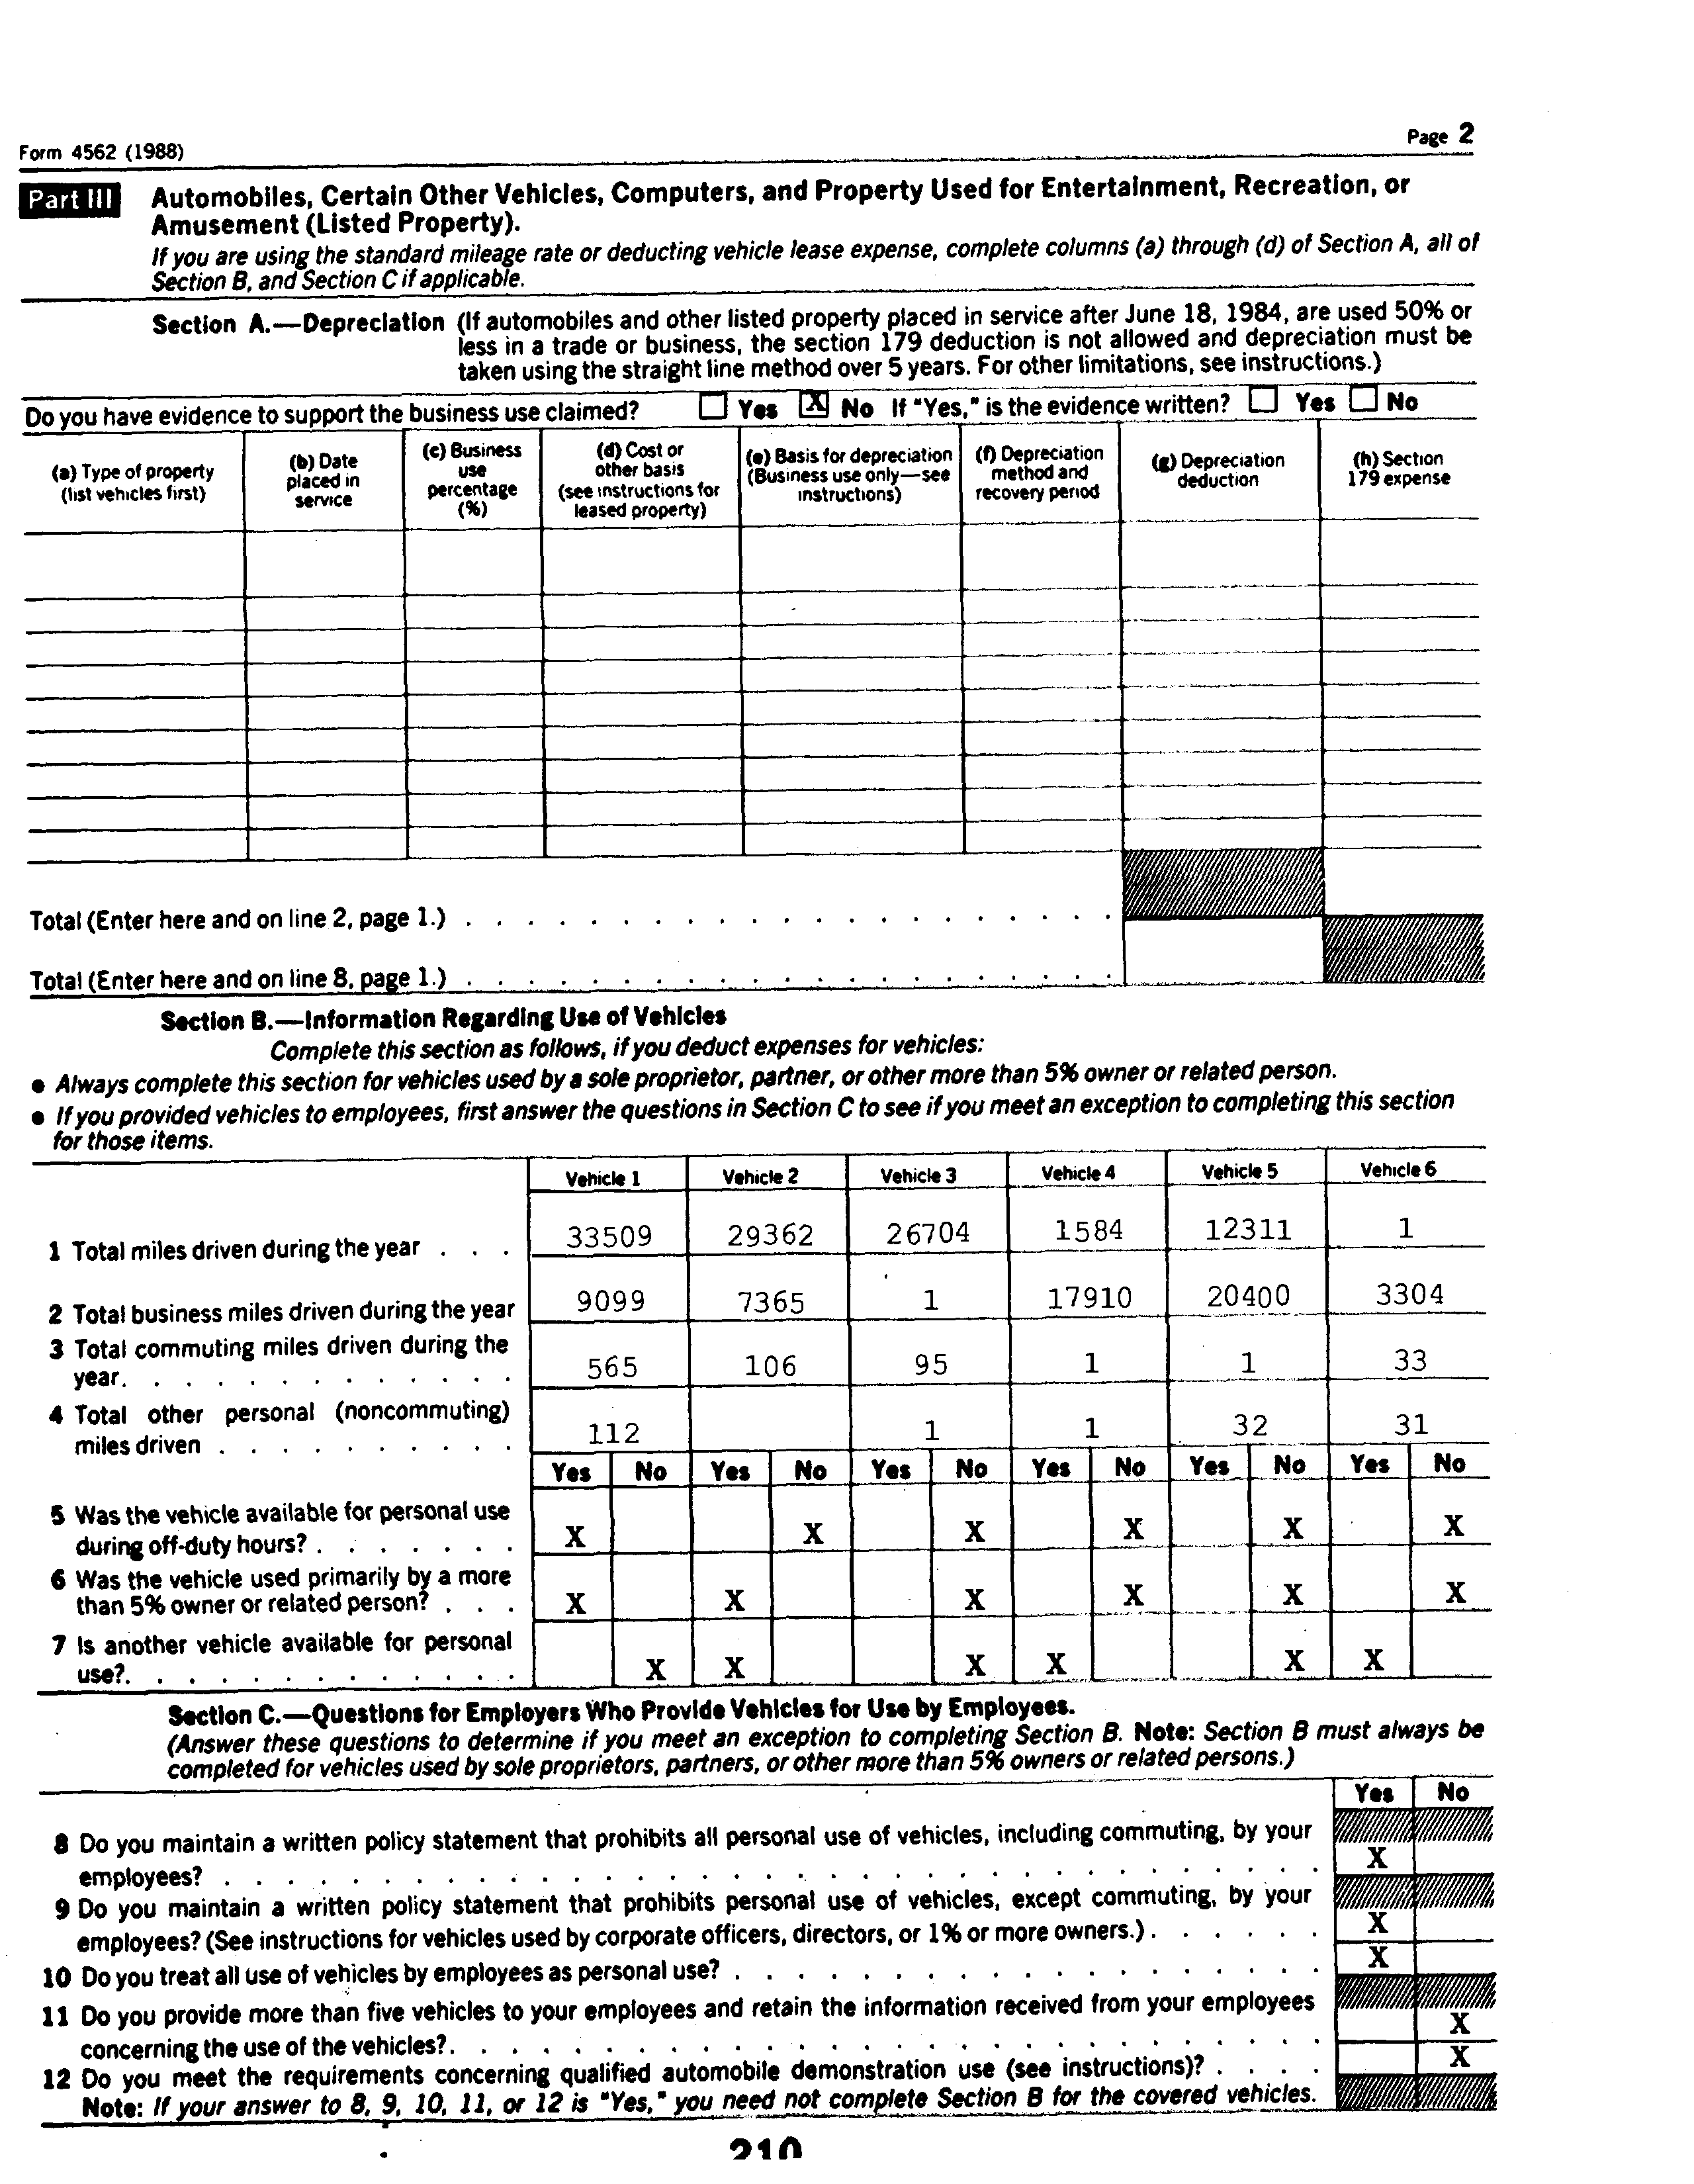 Form 4562 (1988)
Page 2
Part III
Automobiles, Certain Other Vehicles, Computers, and Property Used for Entertainment, Recreation, or
Amusement (Listed Property).
If you are using the standard mileage rate or deducting vehicle lease expense, complete columns (a) through (d) of Section A, all of
Section B, and Section C if applicable.
Section A.—Depreciation (If automobiles and other listed property placed in service after June 18, 1984, are used 50% or
less in a trade or business, the section 179 deduction is not allowed and depreciation must be
taken using the straight line method over 5 years. For other limitations, see instructions.)
Do you have evidence to support the business use claimed? Yes X No If "Yes," is the evidence written? Yes No
(a) Type of property
(list vehicles first)
(b) Date
placed in
service
(c) Business
use
percentage
(%)
(d) Cost or
other basis
(see instructions for
leased property)
(e) Basis for depreciation
(Business use only—see
instructions)
(f) Depreciation
method and
recovery period
(g) Depreciation
deduction
(h) Section
179 expense
Total (Enter here and on line 2, page 1.) . . . . . . . . . . . . . . . . . . . . .
Total (Enter here and on line 8, page 1.) . . . . . . . . . . . . . . . . . . . . .
Section B.—Information Regarding Use of Vehicles
Complete this section as follows, if you deduct expenses for vehicles:
● Always complete this section for vehicles used by a sole proprietor, partner, or other more than 5% owner or related person.
● If you provided vehicles to employees, first answer the questions in Section C to see if you meet an exception to completing this section
for those items.
Vehicle 1 Vehicle 2 Vehicle 3 Vehicle 4 Vehicle 5 Vehicle 6
1 Total miles driven during the year . . . 33509 29362 26704 1584 12311 1
2 Total business miles driven during the year 9099 7365 1 17910 20400 3304
3 Total commuting miles driven during the
year. . . . . . . . . . . . . 565 106 95 1 1 33
4 Total other personal (noncommuting)
miles driven . . . . . . . . . . 112 1 1 32 31
Yes No Yes No Yes No Yes No Yes No Yes No
5 Was the vehicle available for personal use
during off-duty hours? . . . . . . . X X X X X X
6 Was the vehicle used primarily by a more
than 5% owner or related person? . . . X X X X X X
7 Is another vehicle available for personal
use?. . . . . . . . . . . . . X X X X X X
Section C.—Questions for Employers Who Provide Vehicles for Use by Employees.
(Answer these questions to determine if you meet an exception to completing Section B. Note: Section B must always be
completed for vehicles used by sole proprietors, partners, or other more than 5% owners or related persons.)
Yes No
8 Do you maintain a written policy statement that prohibits all personal use of vehicles, including commuting, by your
employees? . . . . . . . . . . . . . . . . . . . . . . . . . . . . X
9 Do you maintain a written policy statement that prohibits personal use of vehicles, except commuting, by your
employees? (See instructions for vehicles used by corporate officers, directors, or 1% or more owners.) . . . . . . X
10 Do you treat all use of vehicles by employees as personal use? . . . . . . . . . . . . . . . . X
11 Do you provide more than five vehicles to your employees and retain the information received from your employees
concerning the use of the vehicles?. . . . . . . . . . . . . . . . . . . . . . . . X
12 Do you meet the requirements concerning qualified automobile demonstration use (see instructions)? . . . . X
Note: If your answer to 8, 9, 10, 11, or 12 is "Yes," you need not complete Section B for the covered vehicles.
210